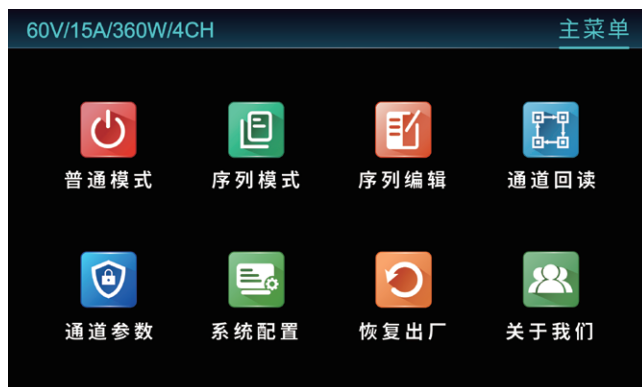 60V/15A/360W/4CH 主菜单
普通模式 序列模式 序列编辑 通道回读
通道参数 系统配置 恢复出厂 关于我们